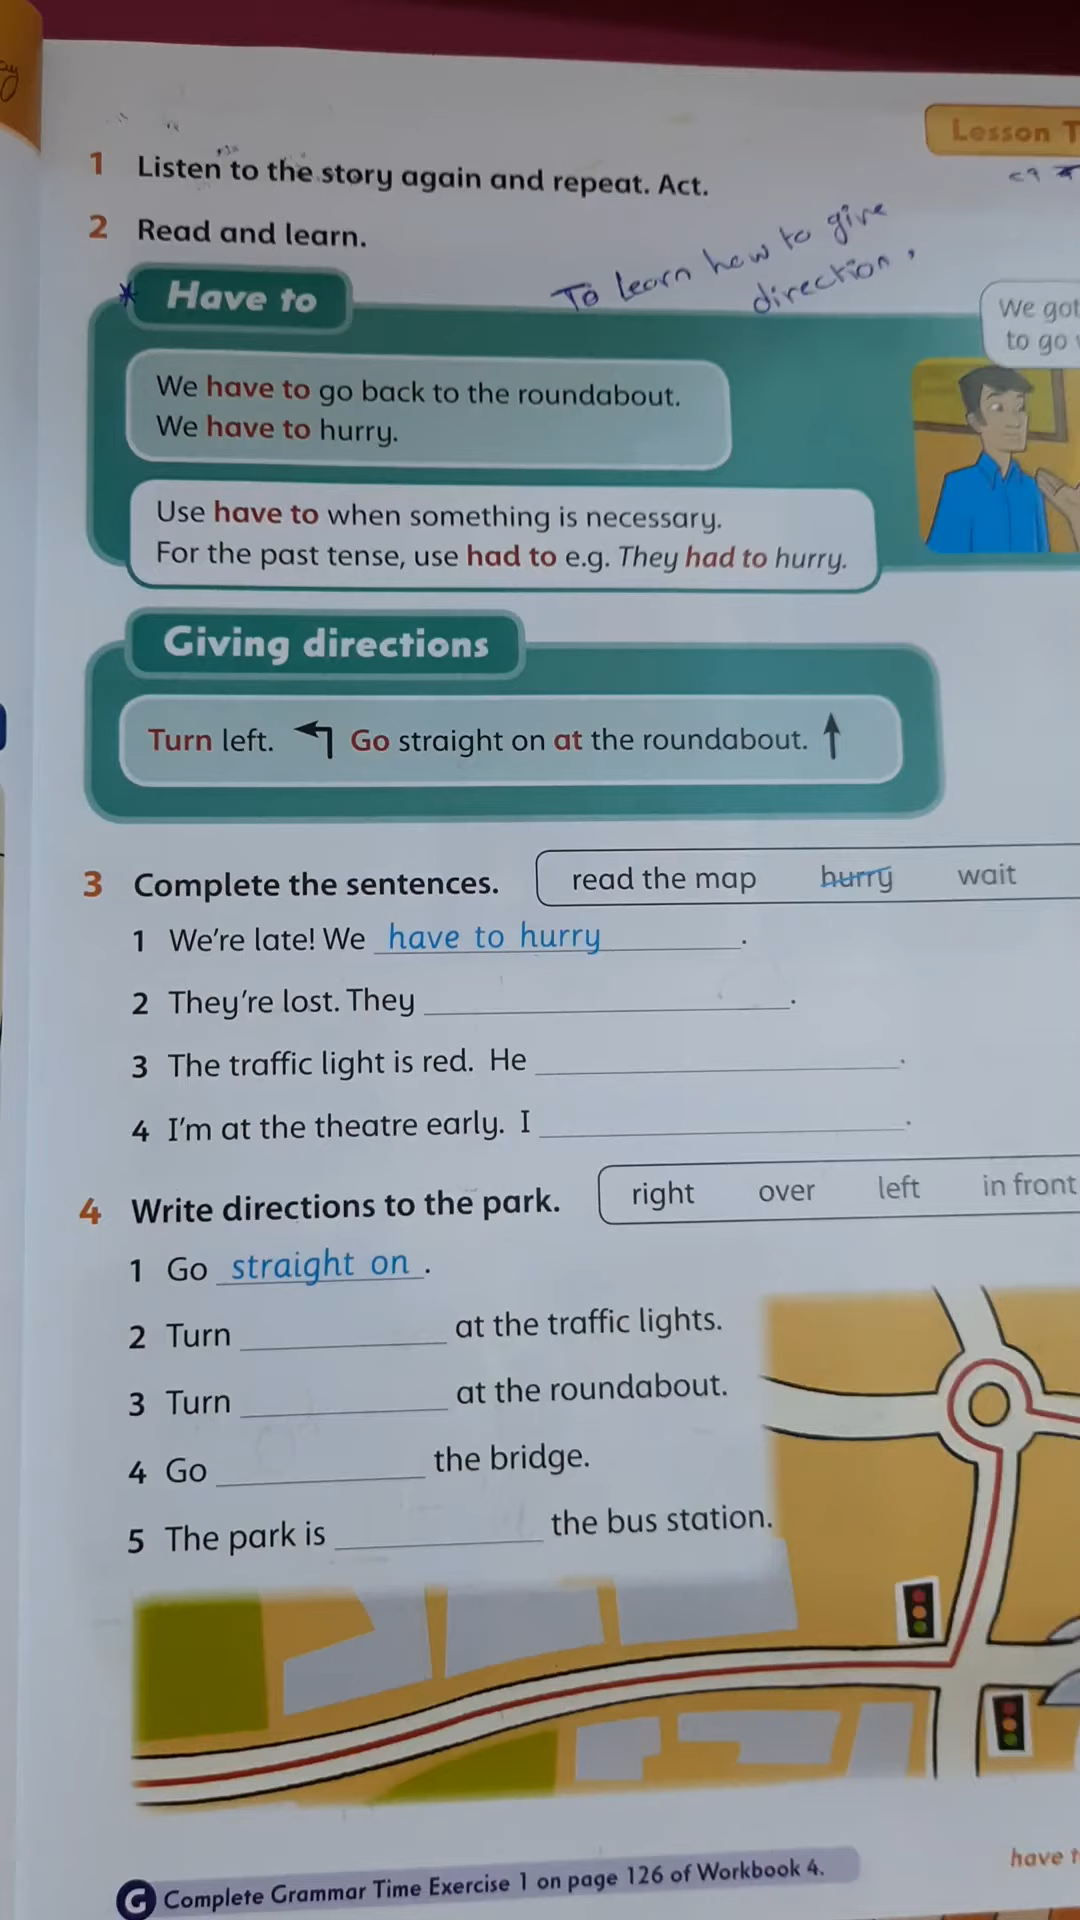 Lesson
1 Listen to the story again and repeat. Act.
2 Read and learn.
To learn how to give
direction.
Have to
We have to go back to the roundabout.
We have to hurry.
Use have to when something is necessary.
For the past tense, use had to e.g. They had to hurry.
We got
to go
Giving directions
Turn left. Go straight on at the roundabout.
3 Complete the sentences.
read the map hurry wait
1 We're late! We have to hurry.
2 They're lost. They .
3 The traffic light is red. He .
4 I'm at the theatre early. I .
4 Write directions to the park.
right over left in front
1 Go straight on.
2 Turn at the traffic lights.
3 Turn at the roundabout.
4 Go the bridge.
5 The park is the bus station.
G Complete Grammar Time Exercise 1 on page 126 of Workbook 4.
have